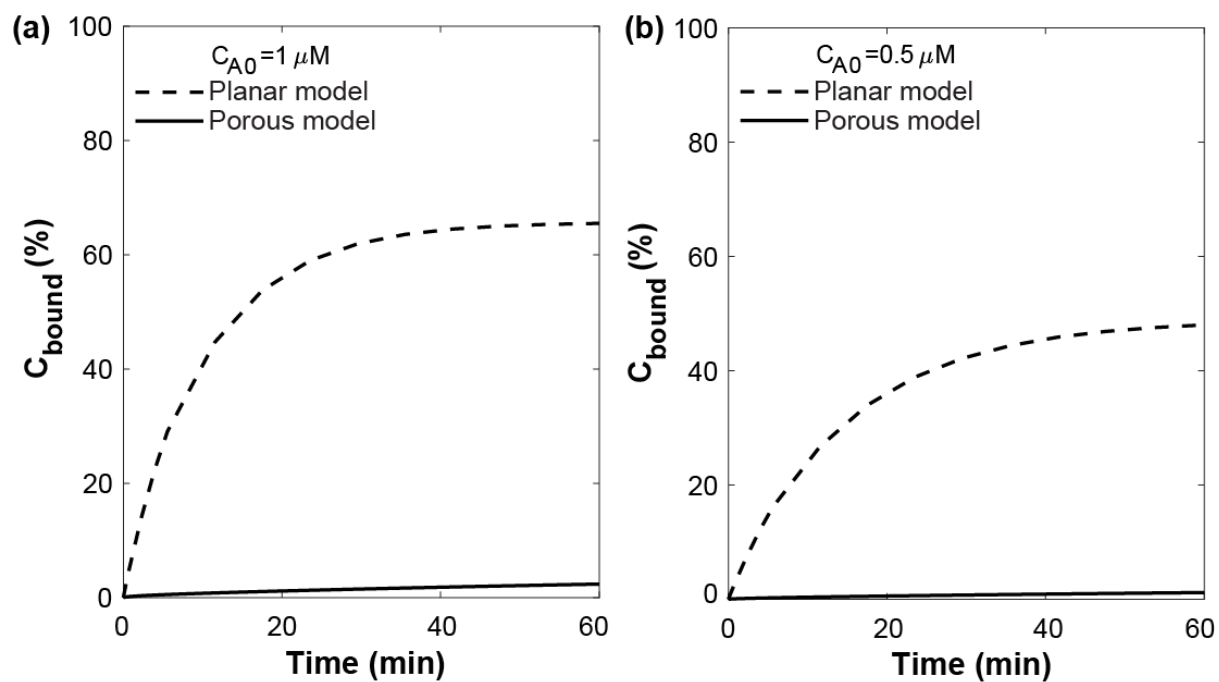 (a)
C_A0=1 μM
Planar model
Porous model
100
80
60
40
20
0
C_bound (%)
0 20 40 60
Time (min)
(b)
C_A0=0.5 μM
Planar model
Porous model
100
80
60
40
20
0
C_bound (%)
0 20 40 60
Time (min)